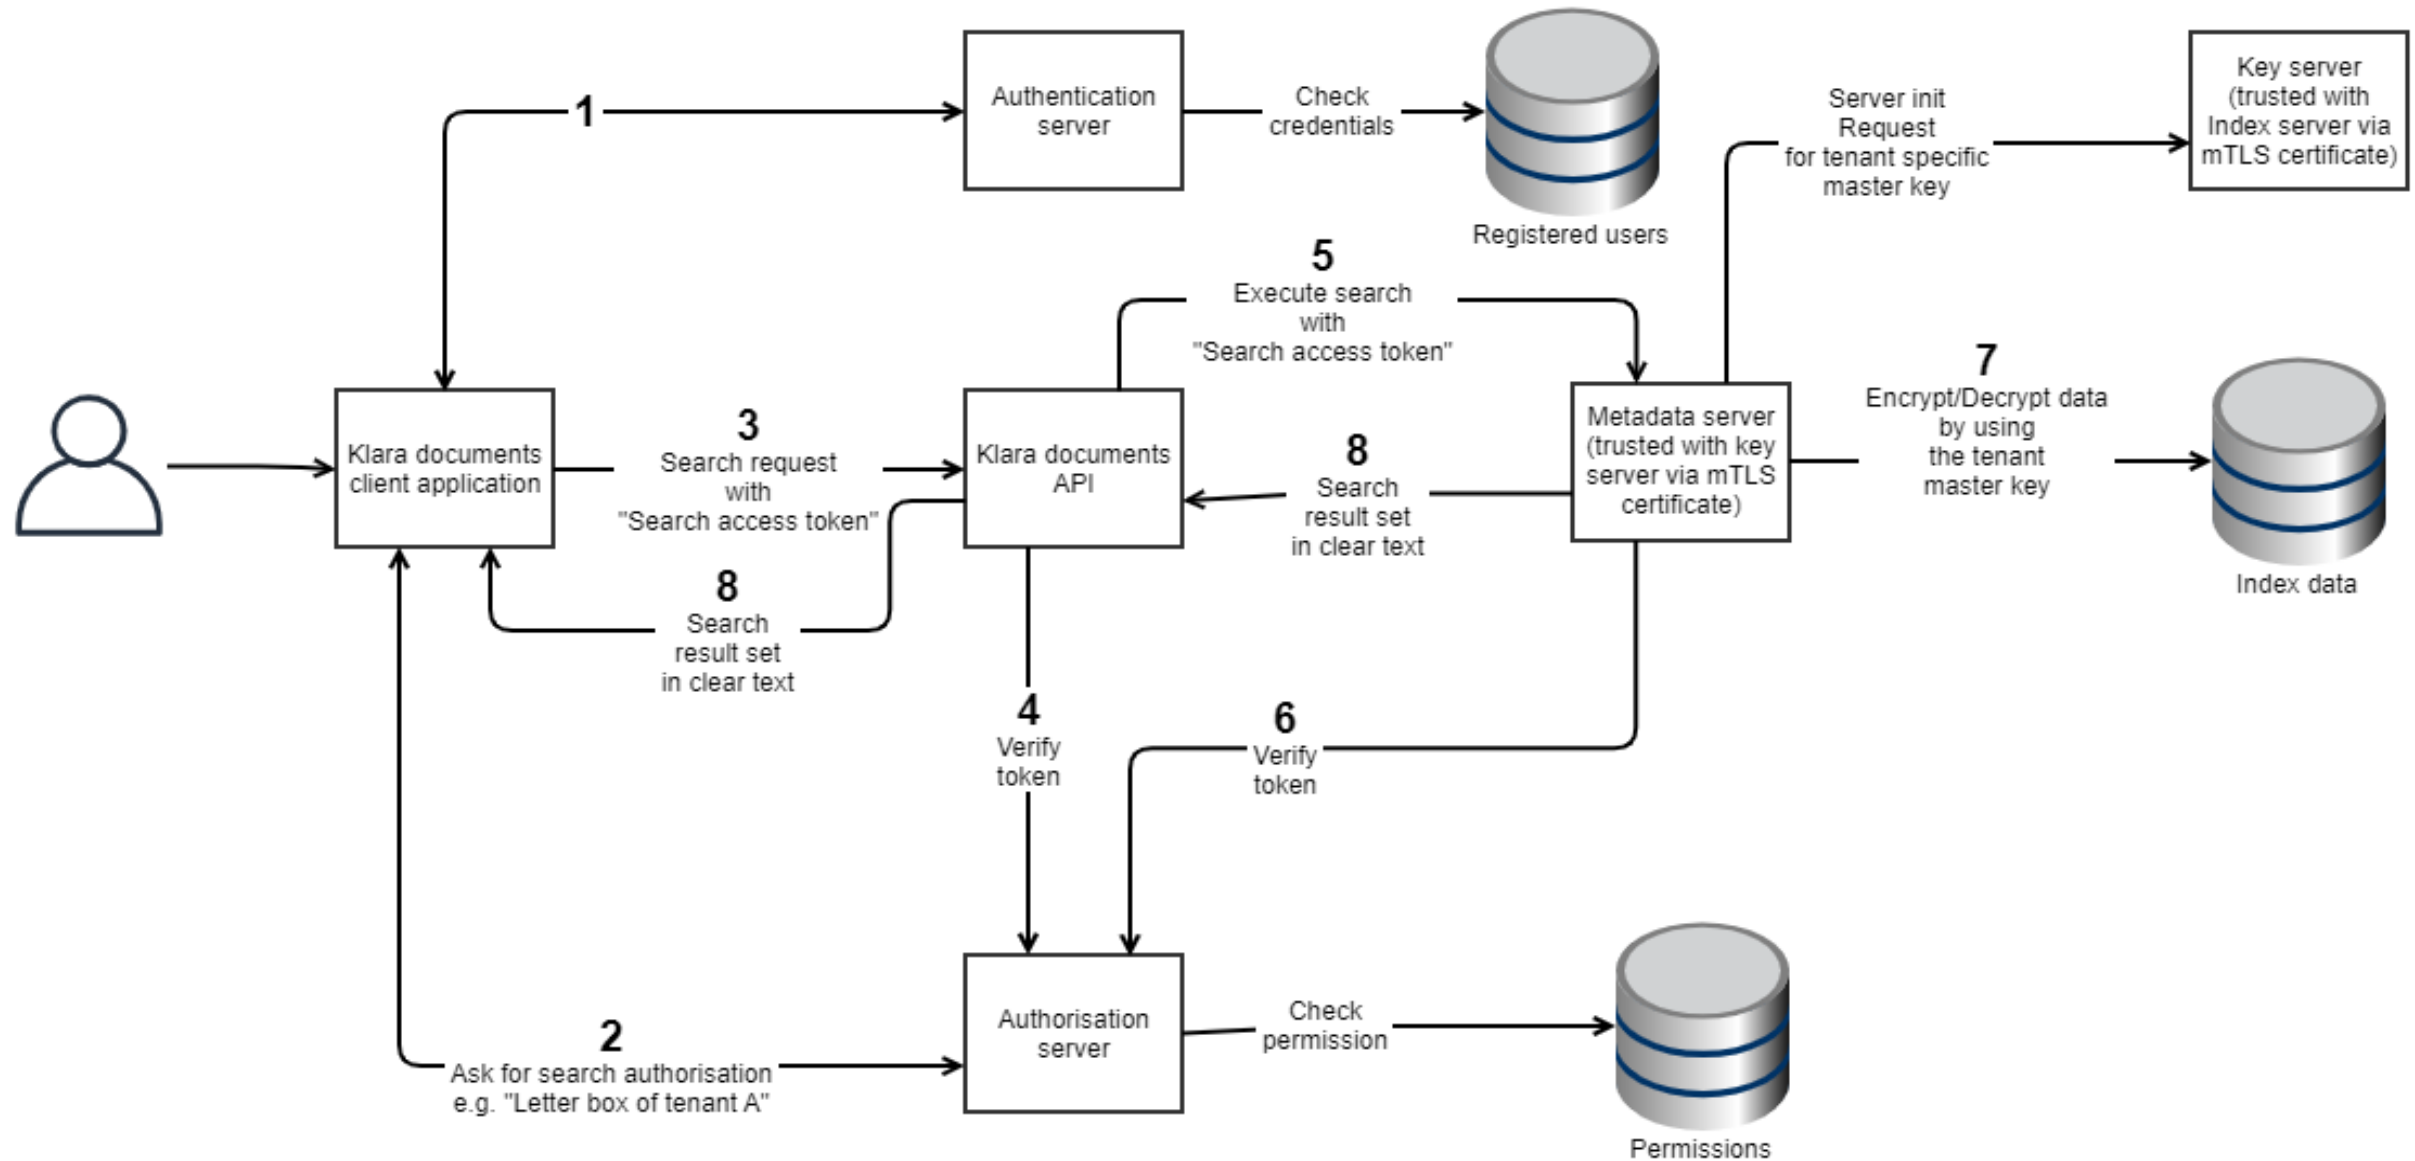 1
Authentication
server
Check
credentials
Registered users
Server init
Request
for tenant specific
master key
Key server
(trusted with
Index server via
mTLS certificate)
5
Execute search
with
"Search access token"
Klara documents
client application
3
Search request
with
"Search access token"
Klara documents
API
8
Search
result set
in clear text
Metadata server
(trusted with key
server via mTLS
certificate)
7
Encrypt/Decrypt data
by using
the tenant
master key
Index data
8
Search
result set
in clear text
4
Verify
token
6
Verify
token
2
Ask for search authorisation
e.g. "Letter box of tenant A"
Authorisation
server
Check
permission
Permissions